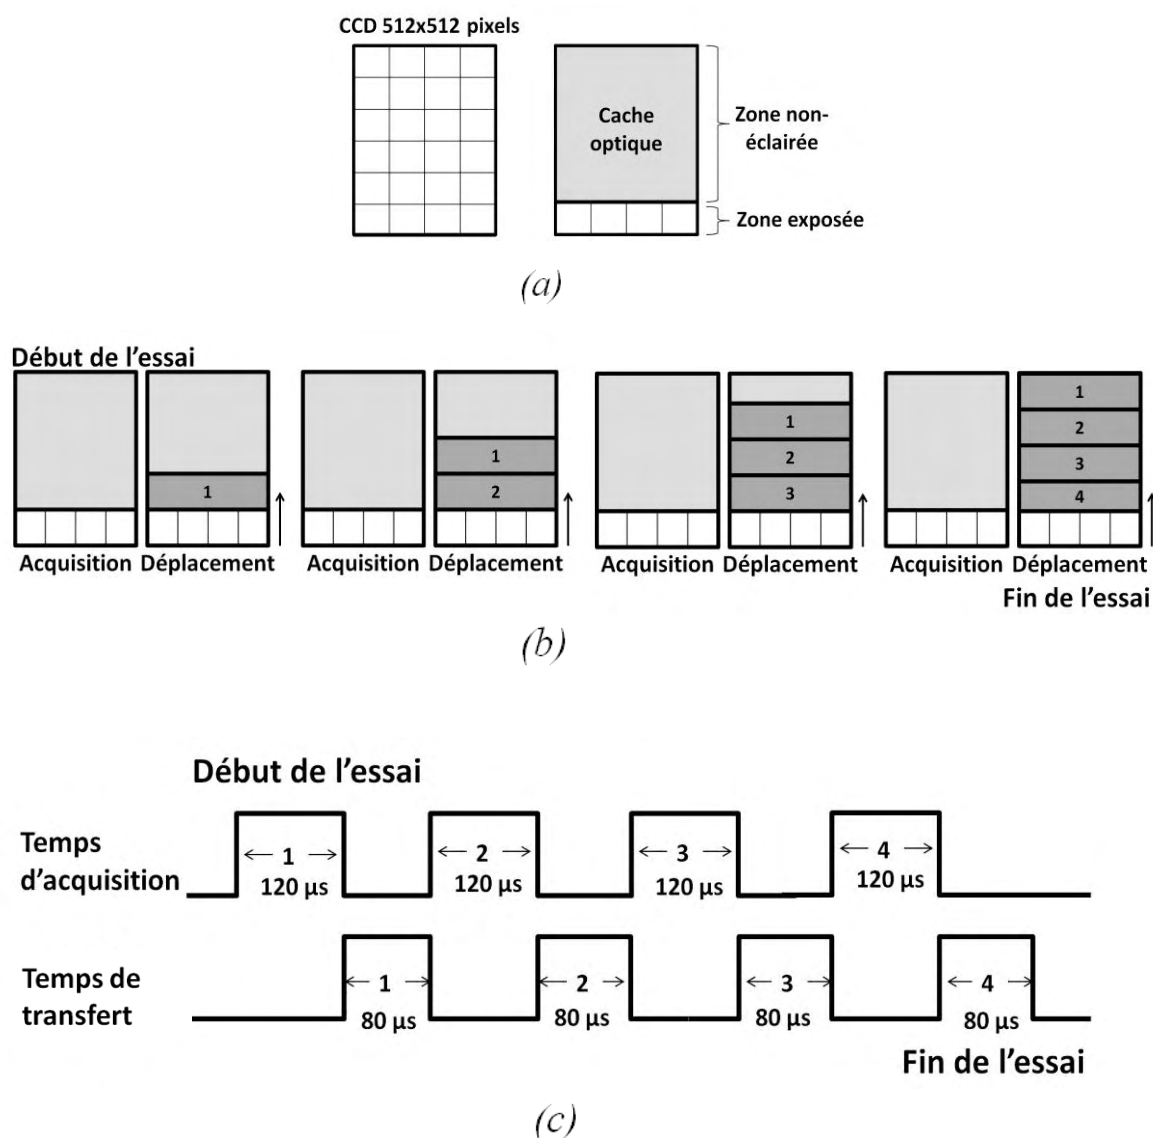 CCD 512x512 pixels
Cache
optique
Zone non-
éclairée
Zone exposée
(a)
Début de l'essai
1
1
2
1
2
3
1
2
3
4
Acquisition Déplacement Acquisition Déplacement Acquisition Déplacement Acquisition Déplacement
Fin de l'essai
(b)
Début de l'essai
Temps
d'acquisition
1
120 µs
2
120 µs
3
120 µs
4
120 µs
Temps de
transfert
1
80 µs
2
80 µs
3
80 µs
4
80 µs
Fin de l'essai
(c)